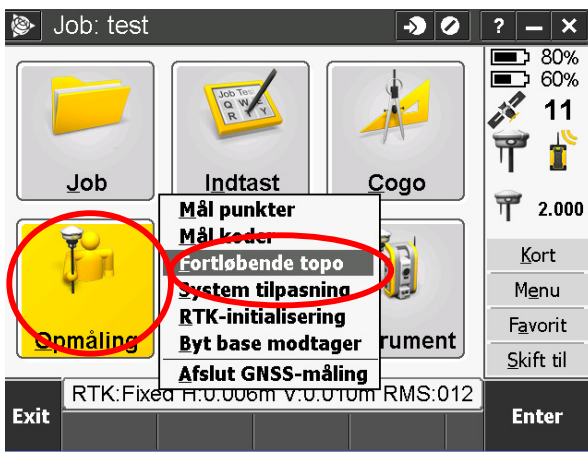 Job: test
?
80%
60%
11
2.000
Job Tes
Q W E
R Y
Job
Indtast
Cogo
Mål punkter
Mål koder
Fortløbende topo
System tilpasning
RTK-initialisering
Byt base modtager
Afslut GNSS-måling
Opmåling
rument
Kort
Menu
Favorit
Skift til
RTK:Fixed H:0.006m V:0.010m RMS:012
Exit
Enter